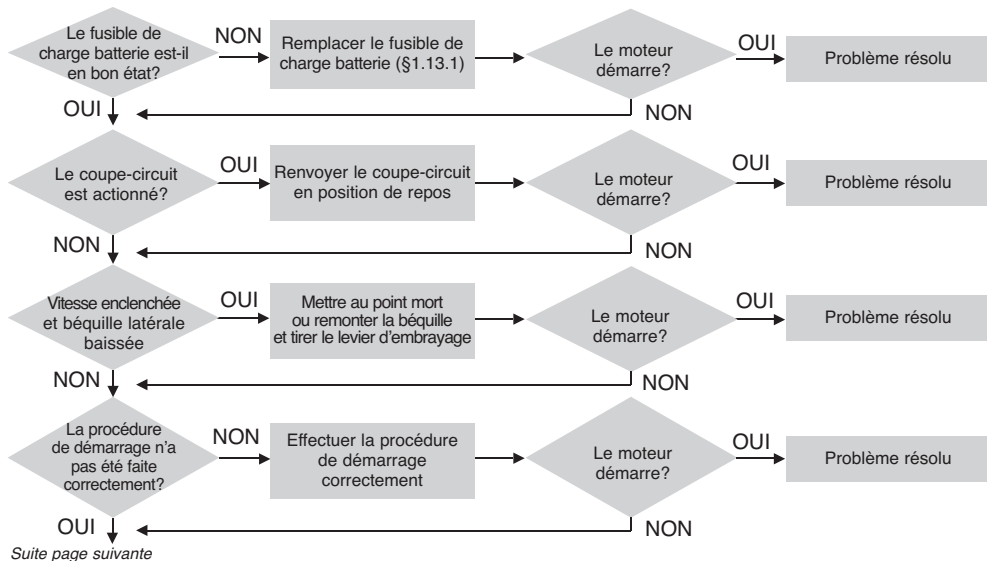 Le fusible de
charge batterie est-il
en bon état?
NON
Remplacer le fusible de
charge batterie (§1.13.1)
Le moteur
démarre?
OUI
Problème résolu
OUI
NON
Le coupe-circuit
est actionné?
OUI
Renvoyer le coupe-circuit
en position de repos
Le moteur
démarre?
OUI
Problème résolu
NON
NON
Vitesse enclenchée
et béquille latérale
baissée
OUI
Mettre au point mort
ou remonter la béquille
et tirer le levier d'embrayage
Le moteur
démarre?
OUI
Problème résolu
NON
NON
La procédure
de démarrage n'a
pas été faite
correctement?
NON
Effectuer la procédure
de démarrage
correctement
Le moteur
démarre?
OUI
Problème résolu
OUI
NON
Suite page suivante